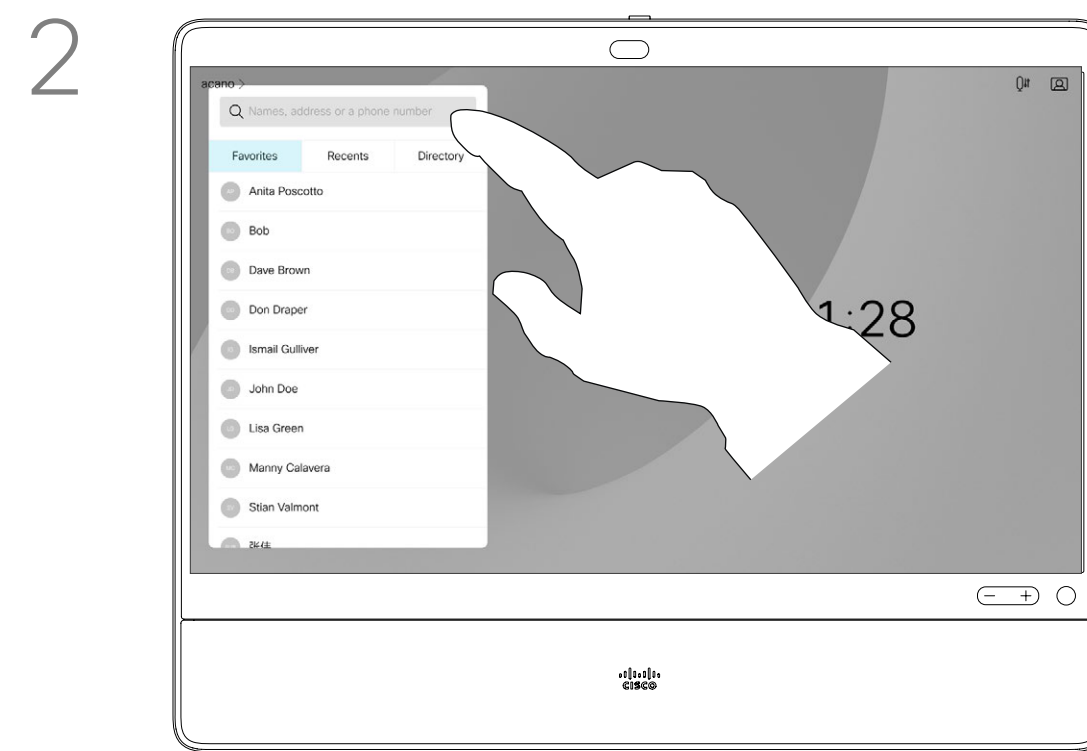 2
acano >
Names, address or a phone number
Favorites Recents Directory
Anita Poscotto
Bob
Dave Brown
Don Draper
Ismail Gulliver
John Doe
Lisa Green
Manny Calavera
Stian Valmont
1:28
CISCO